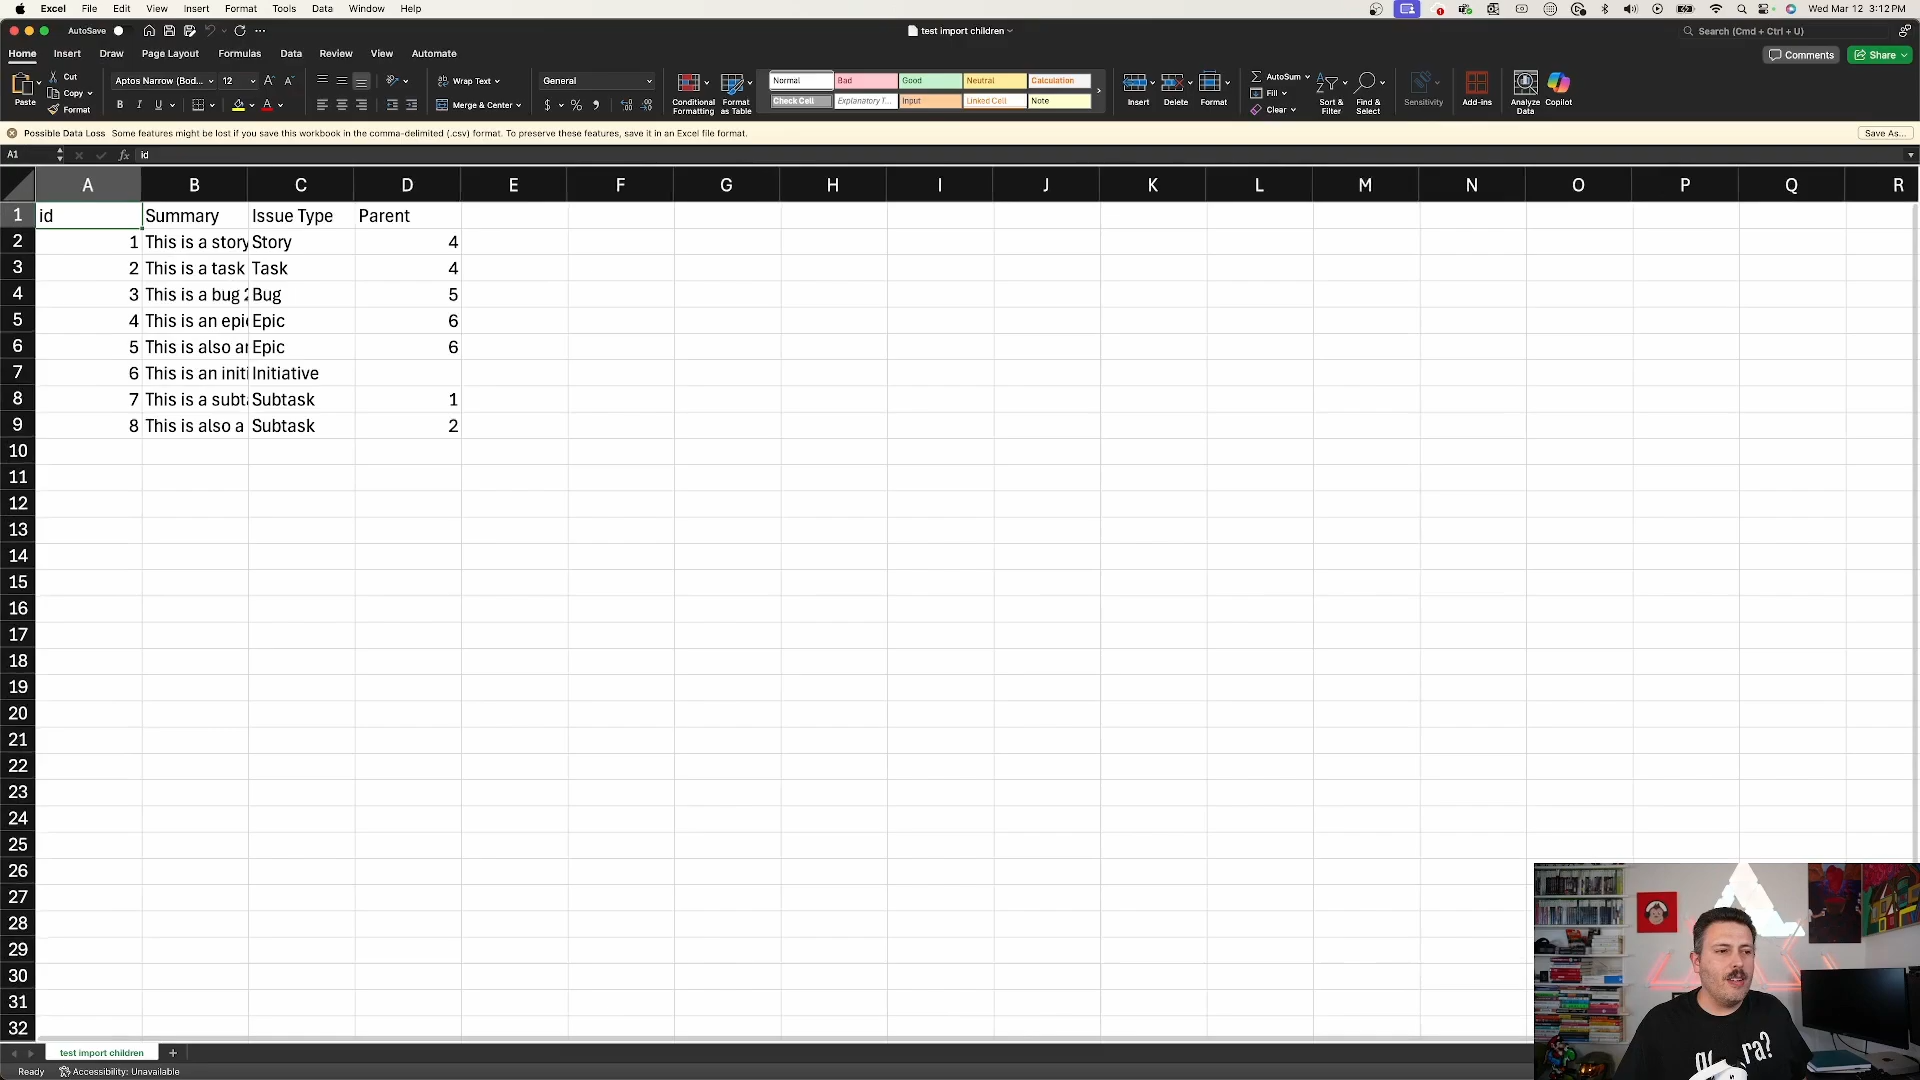 Excel File Edit View Insert Format Tools Data Window Help Wed Mar 12 3:12 PM
AutoSave test import children Search (Cmd + Ctrl + U)
Home Insert Draw Page Layout Formulas Data Review View Automate Comments Share
Paste Cut Copy Format
Aptos Narrow (Bod... 12
B I U
Wrap Text
Merge & Center
General
$ %
Conditional Formatting
Format as Table
Normal Bad Good Neutral Calculation
Check Cell Explanatory T... Input Linked Cell Note
Insert Delete Format
AutoSum
Fill
Clear
Sort & Filter
Find & Select
Sensitivity
Add-ins
Analyze Data
Copilot
Possible Data Loss Some features might be lost if you save this workbook in the comma-delimited (.csv) format. To preserve these features, save it in an Excel file format. Save As...
A1 fx id
A B C D E F G H I J K L M N O P Q R
1 id Summary Issue Type Parent
2 1 This is a story Story 4
3 2 This is a task Task 4
4 3 This is a bug 2 Bug 5
5 4 This is an epi Epic 6
6 5 This is also a Epic 6
7 6 This is an initi Initiative
8 7 This is a subt Subtask 1
9 8 This is also a Subtask 2
10
11
12
13
14
15
16
17
18
19
20
21
22
23
24
25
26
27
28
29
30
31
32
test import children +
Ready Accessibility: Unavailable
ra?